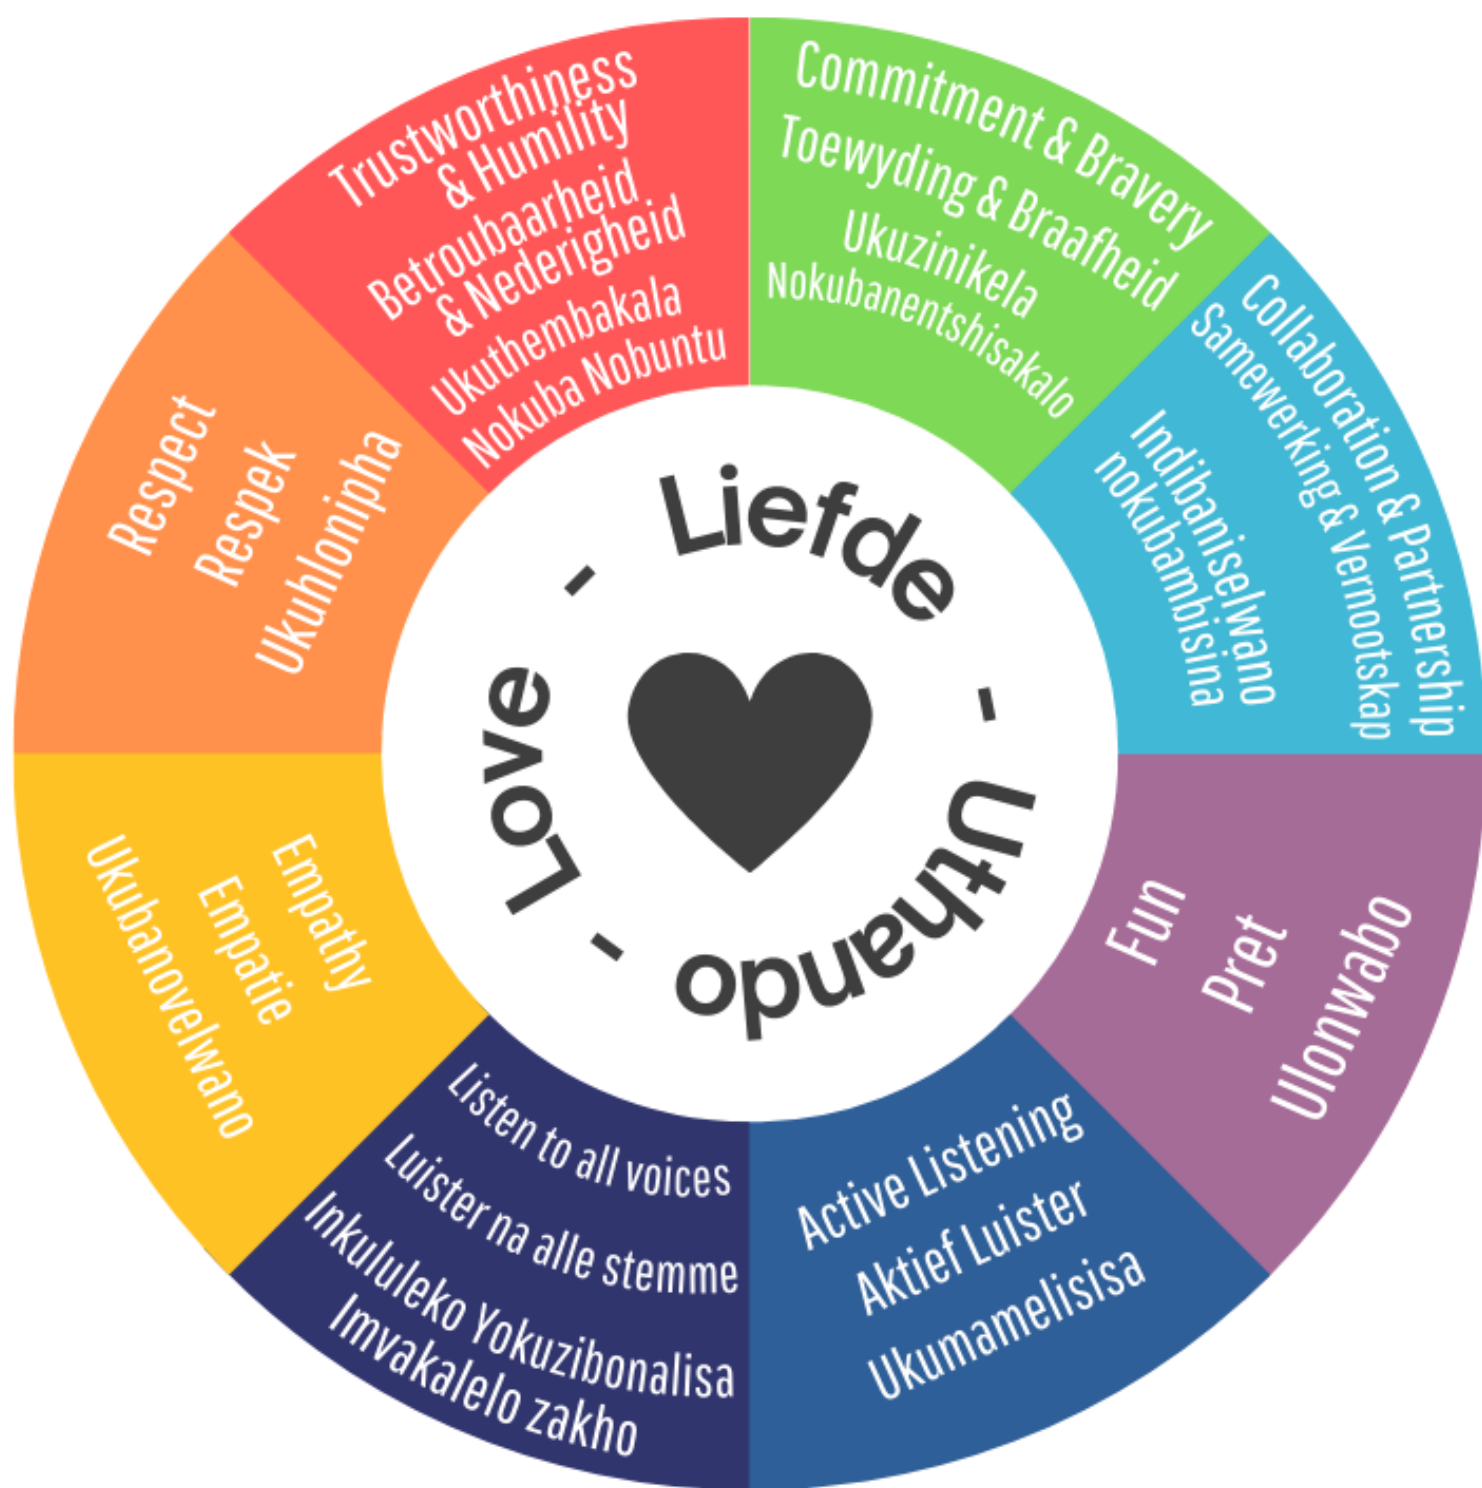 Trustworthiness
& Humility
Betroubaarheid
& Nederigheid
Ukuthembakala
Nokuba Nobuntu
Commitment & Bravery
Toewyding & Braafheid
Ukuzinikela
Nokubanentshisakalo
Collaboration & Partnership
Samewerking & Vernootskap
Indibaniselwano
nokubambisina
Fun
Pret
Ulonwabo
Active Listening
Aktief Luister
Ukumamelisisa
Listen to all voices
Luister na alle stemme
Inkululeko Yokuzibonalisa
Imvakalelo zakho
Empathy
Empatie
Ukubanovelwano
Respect
Respek
Ukuhlonipha
Love - Liefde - Uthando -